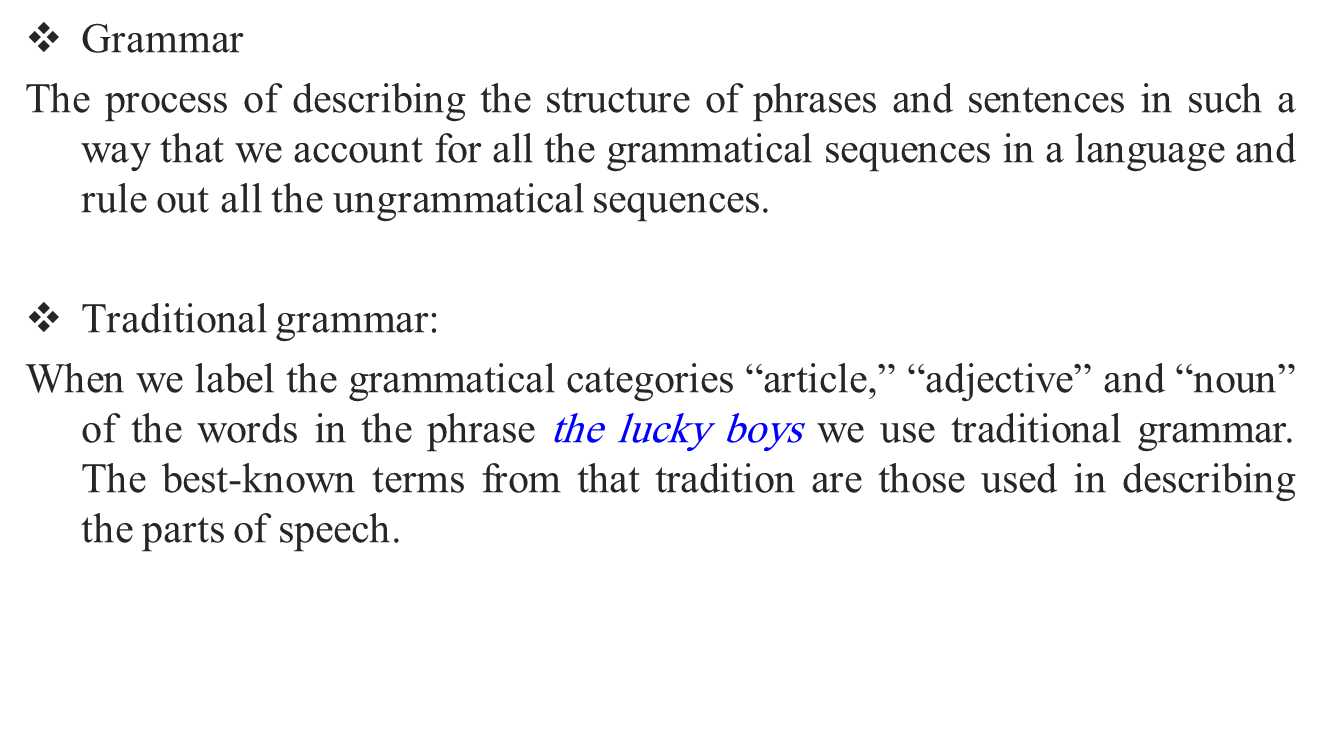 ❖ Grammar
The process of describing the structure of phrases and sentences in such a
way that we account for all the grammatical sequences in a language and
rule out all the ungrammatical sequences.
❖ Traditional grammar:
When we label the grammatical categories “article,” “adjective” and “noun”
of the words in the phrase the lucky boys we use traditional grammar.
The best-known terms from that tradition are those used in describing
the parts of speech.